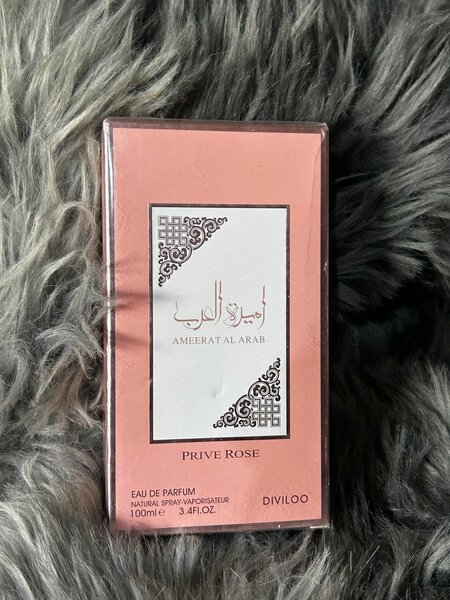 اميرة العرب
AMEERAT AL ARAB
PRIVE ROSE
EAU DE PARFUM
NATURAL SPRAY-VAPORISATEUR
100ml e 3.4Fl.OZ.
DIVILOO